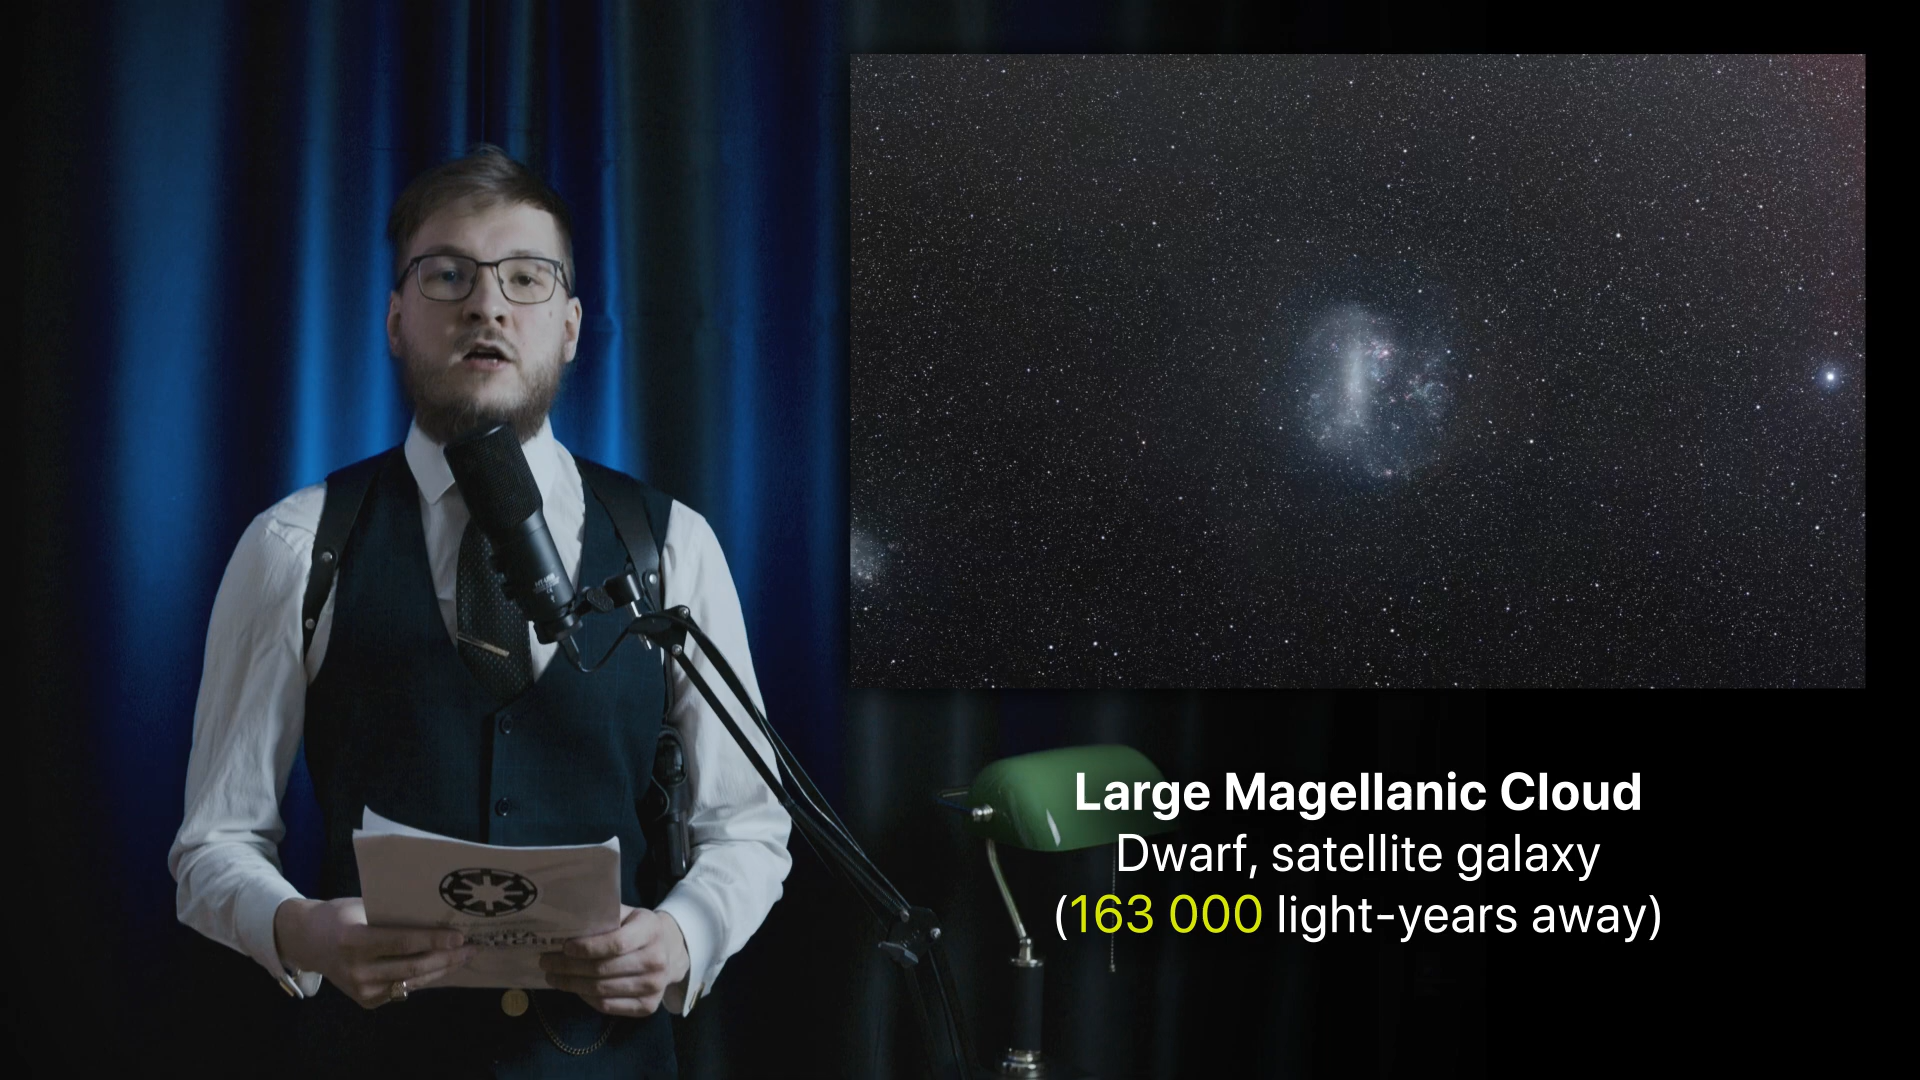 Large Magellanic Cloud
Dwarf, satellite galaxy
(163 000 light-years away)